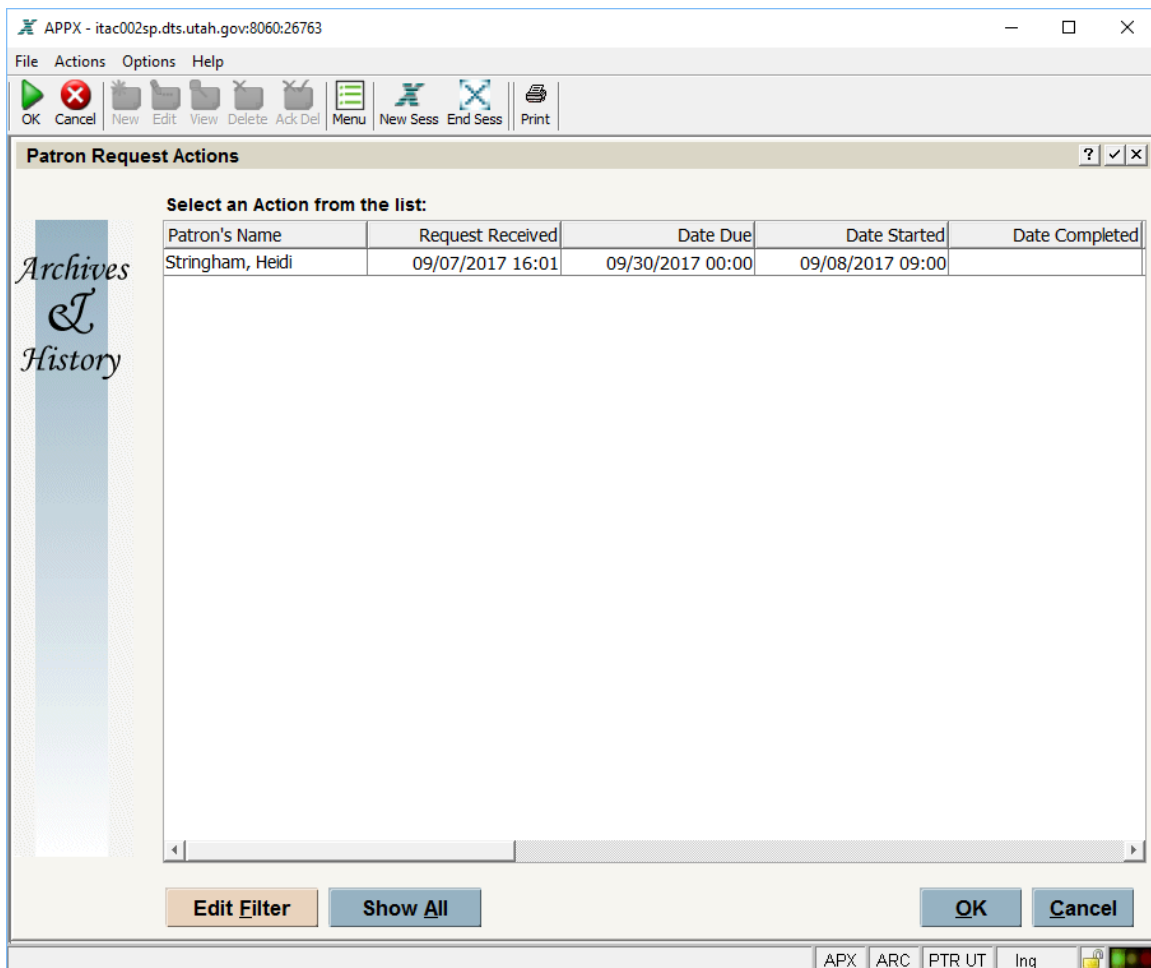 APPX - itac002sp.dts.utah.gov:8060:26763
File Actions Options Help
OK Cancel New Edit View Delete Ack Del Menu New Sess End Sess Print
Patron Request Actions
Select an Action from the list:
Patron's Name Request Received Date Due Date Started Date Completed
Stringham, Heidi 09/07/2017 16:01 09/30/2017 00:00 09/08/2017 09:00
Archives
&
History
Edit Filter Show All OK Cancel
APX ARC PTR UT Inq